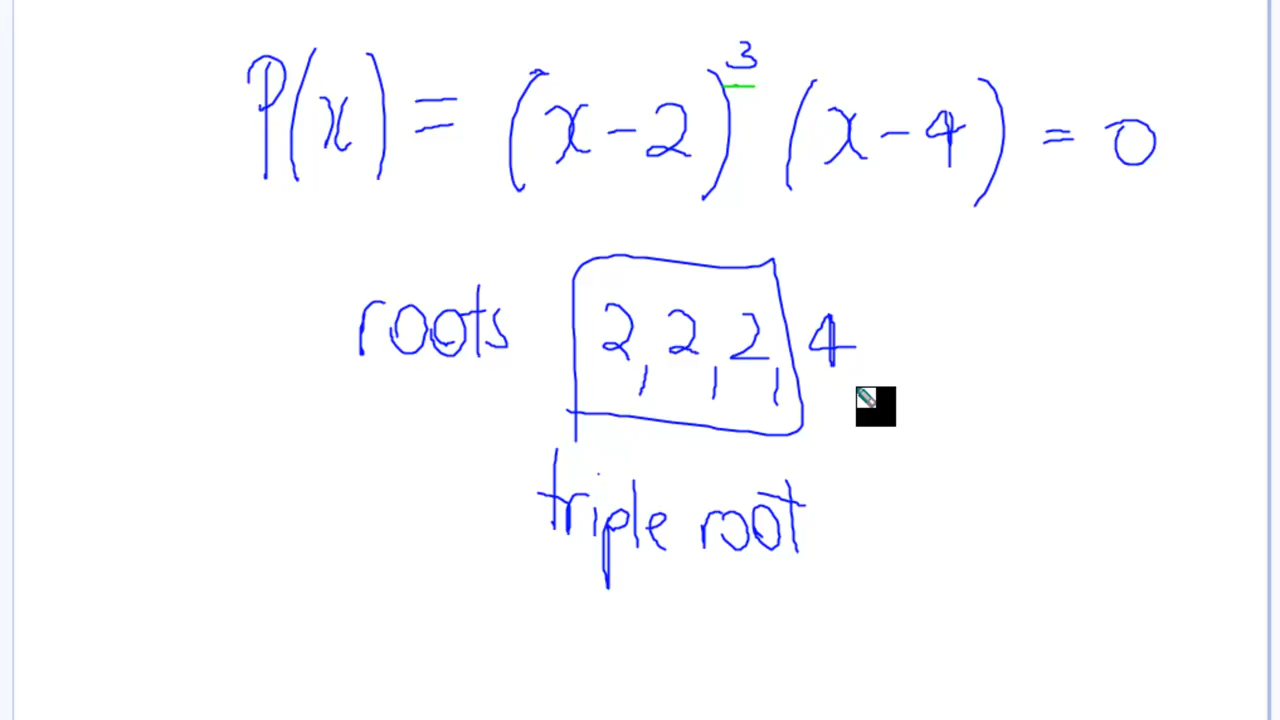 P(x) = (x-2)³ (x-4) = 0
roots 2, 2, 2, 4
triple root